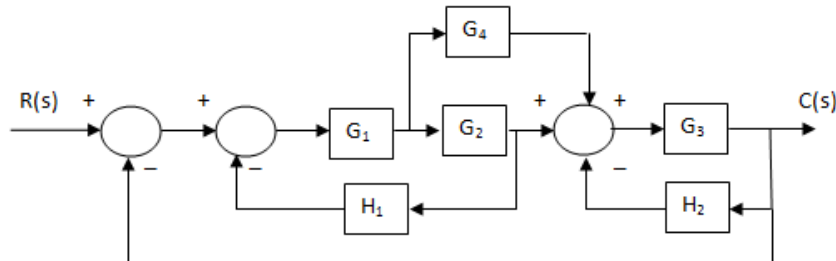 G4
R(s) + + + + C(s)
G1 G2 G3
− − −
H1 H2